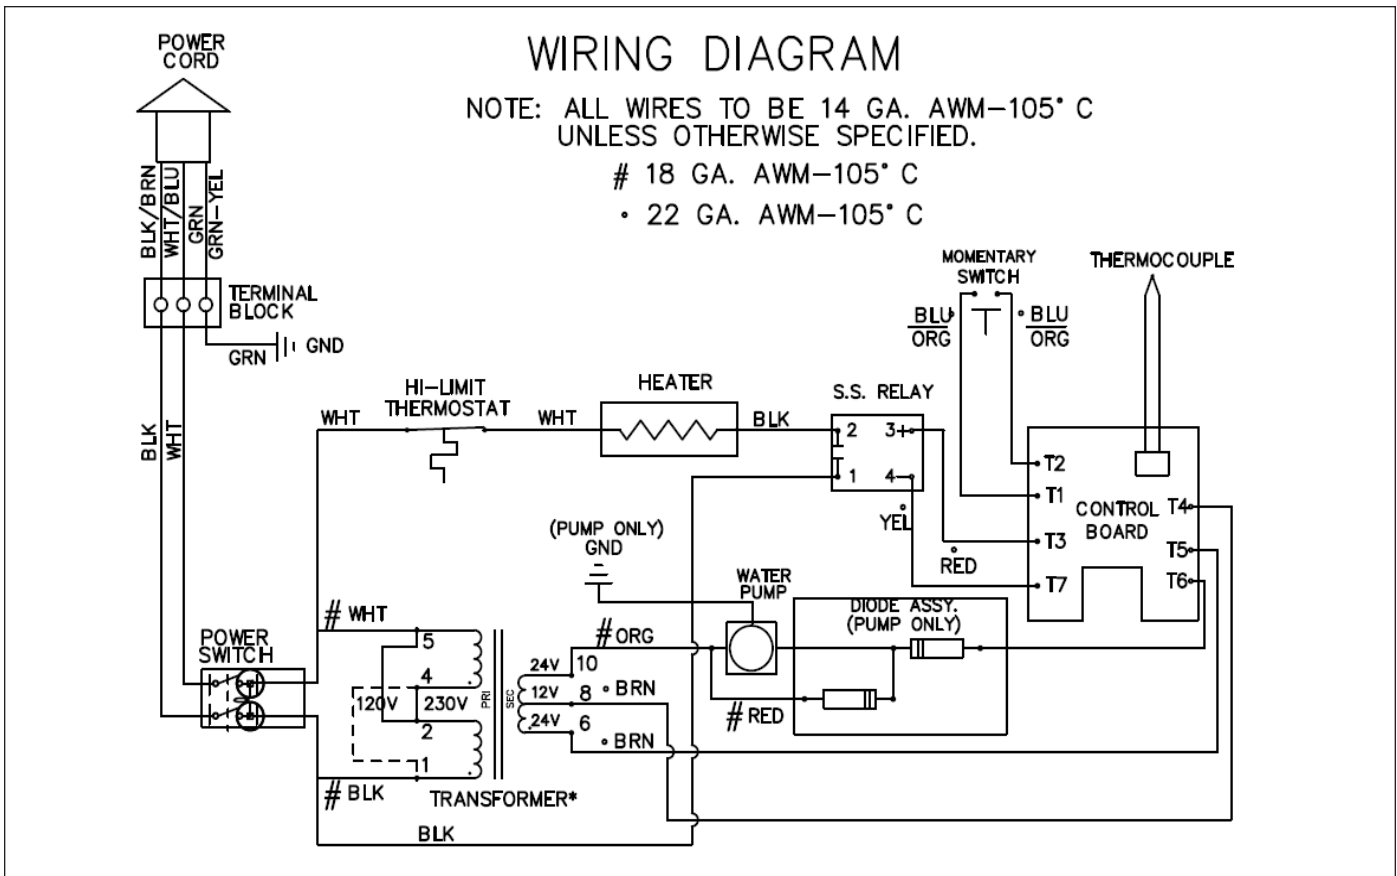 POWER
CORD
WIRING DIAGRAM
NOTE: ALL WIRES TO BE 14 GA. AWM-105° C
UNLESS OTHERWISE SPECIFIED.
# 18 GA. AWM-105° C
• 22 GA. AWM-105° C
BLK/BRN
WHT/BLU
GRN
GRN-YEL
TERMINAL
BLOCK
GRN
GND
BLK
WHT
MOMENTARY
SWITCH
THERMOCOUPLE
BLU
ORG
BLU
ORG
WHT
HI-LIMIT
THERMOSTAT
WHT
HEATER
BLK
S.S. RELAY
2 3+
1 4-
YEL
RED
T2
T1
T3
T7
CONTROL
BOARD
T4
T5
T6
(PUMP ONLY)
GND
WATER
PUMP
DIODE ASSY.
(PUMP ONLY)
POWER
SWITCH
# WHT
5
4
120V 230V
2
1
# BLK
PRI
SEC
TRANSFORMER*
24V 10
12V 8
24V 6
# ORG
BRN
BRN
# RED
BLK